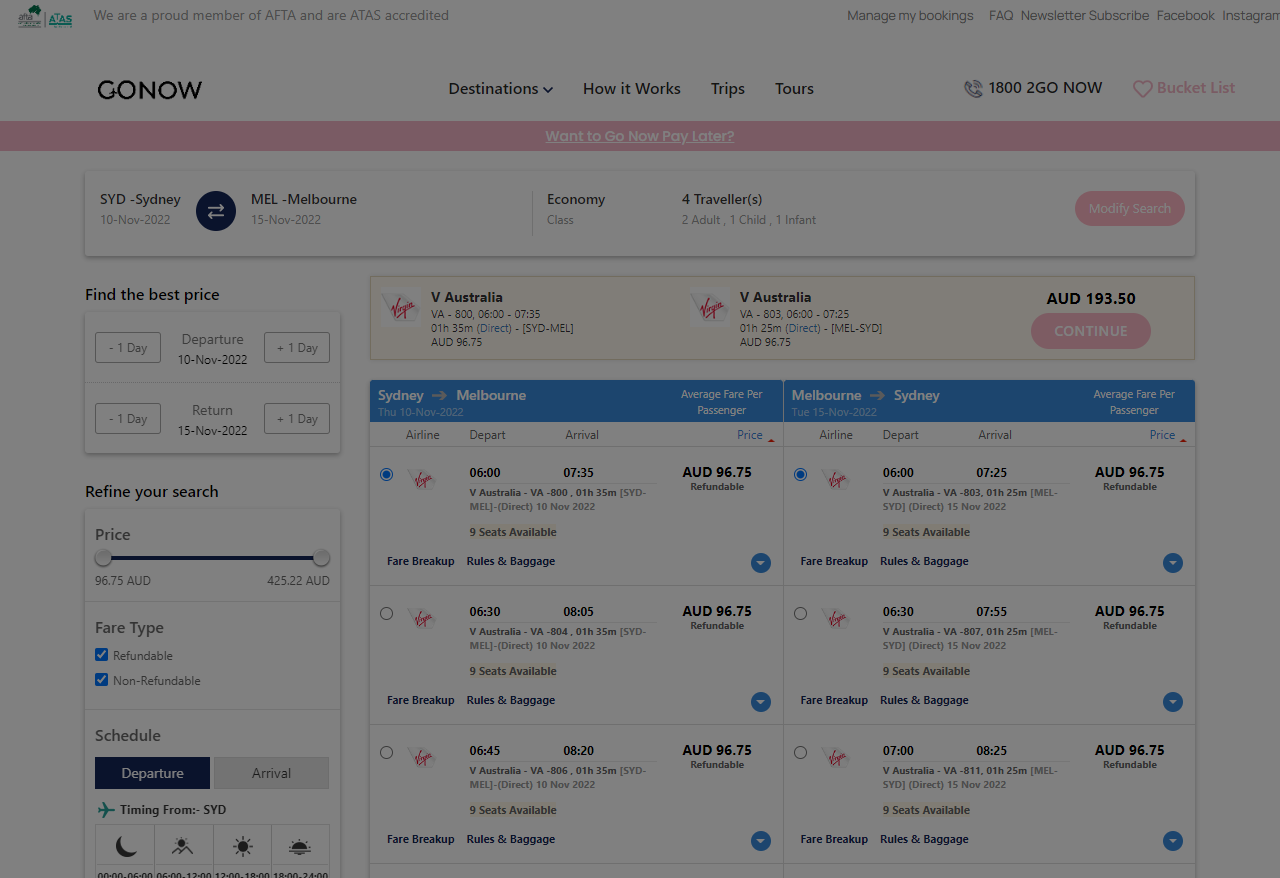 afta
ATAS
We are a proud member of AFTA and are ATAS accredited
Manage my bookings FAQ Newsletter Subscribe Facebook Instagram
GONOW
Destinations How it Works Trips Tours
1800 2GO NOW
Bucket List
Want to Go Now Pay Later?
SYD -Sydney
10-Nov-2022
MEL -Melbourne
15-Nov-2022
Economy
Class
4 Traveller(s)
2 Adult , 1 Child , 1 Infant
Modify Search
Find the best price
- 1 Day
Departure
10-Nov-2022
+ 1 Day
- 1 Day
Return
15-Nov-2022
+ 1 Day
Refine your search
Price
96.75 AUD 425.22 AUD
Fare Type
Refundable
Non-Refundable
Schedule
Departure Arrival
Timing From:- SYD
00:00-06:00 06:00-12:00 12:00-18:00 18:00-24:00
V Australia
VA - 800, 06:00 - 07:35
01h 35m (Direct) - [SYD-MEL]
AUD 96.75
V Australia
VA - 803, 06:00 - 07:25
01h 25m (Direct) - [MEL-SYD]
AUD 96.75
AUD 193.50
CONTINUE
Sydney Melbourne
Thu 10-Nov-2022
Average Fare Per
Passenger
Airline Depart Arrival Price
Virgin
06:00 07:35 AUD 96.75
Refundable
V Australia - VA -800 , 01h 35m [SYD-
MEL]-(Direct) 10 Nov 2022
9 Seats Available
Fare Breakup Rules & Baggage
Virgin
06:30 08:05 AUD 96.75
Refundable
V Australia - VA -804 , 01h 35m [SYD-
MEL]-(Direct) 10 Nov 2022
9 Seats Available
Fare Breakup Rules & Baggage
Virgin
06:45 08:20 AUD 96.75
Refundable
V Australia - VA -806 , 01h 35m [SYD-
MEL]-(Direct) 10 Nov 2022
9 Seats Available
Fare Breakup Rules & Baggage
Melbourne Sydney
Tue 15-Nov-2022
Average Fare Per
Passenger
Airline Depart Arrival Price
Virgin
06:00 07:25 AUD 96.75
Refundable
V Australia - VA -803, 01h 25m [MEL-
SYD] (Direct) 15 Nov 2022
9 Seats Available
Fare Breakup Rules & Baggage
Virgin
06:30 07:55 AUD 96.75
Refundable
V Australia - VA -807, 01h 25m [MEL-
SYD] (Direct) 15 Nov 2022
9 Seats Available
Fare Breakup Rules & Baggage
Virgin
07:00 08:25 AUD 96.75
Refundable
V Australia - VA -811, 01h 25m [MEL-
SYD] (Direct) 15 Nov 2022
9 Seats Available
Fare Breakup Rules & Baggage